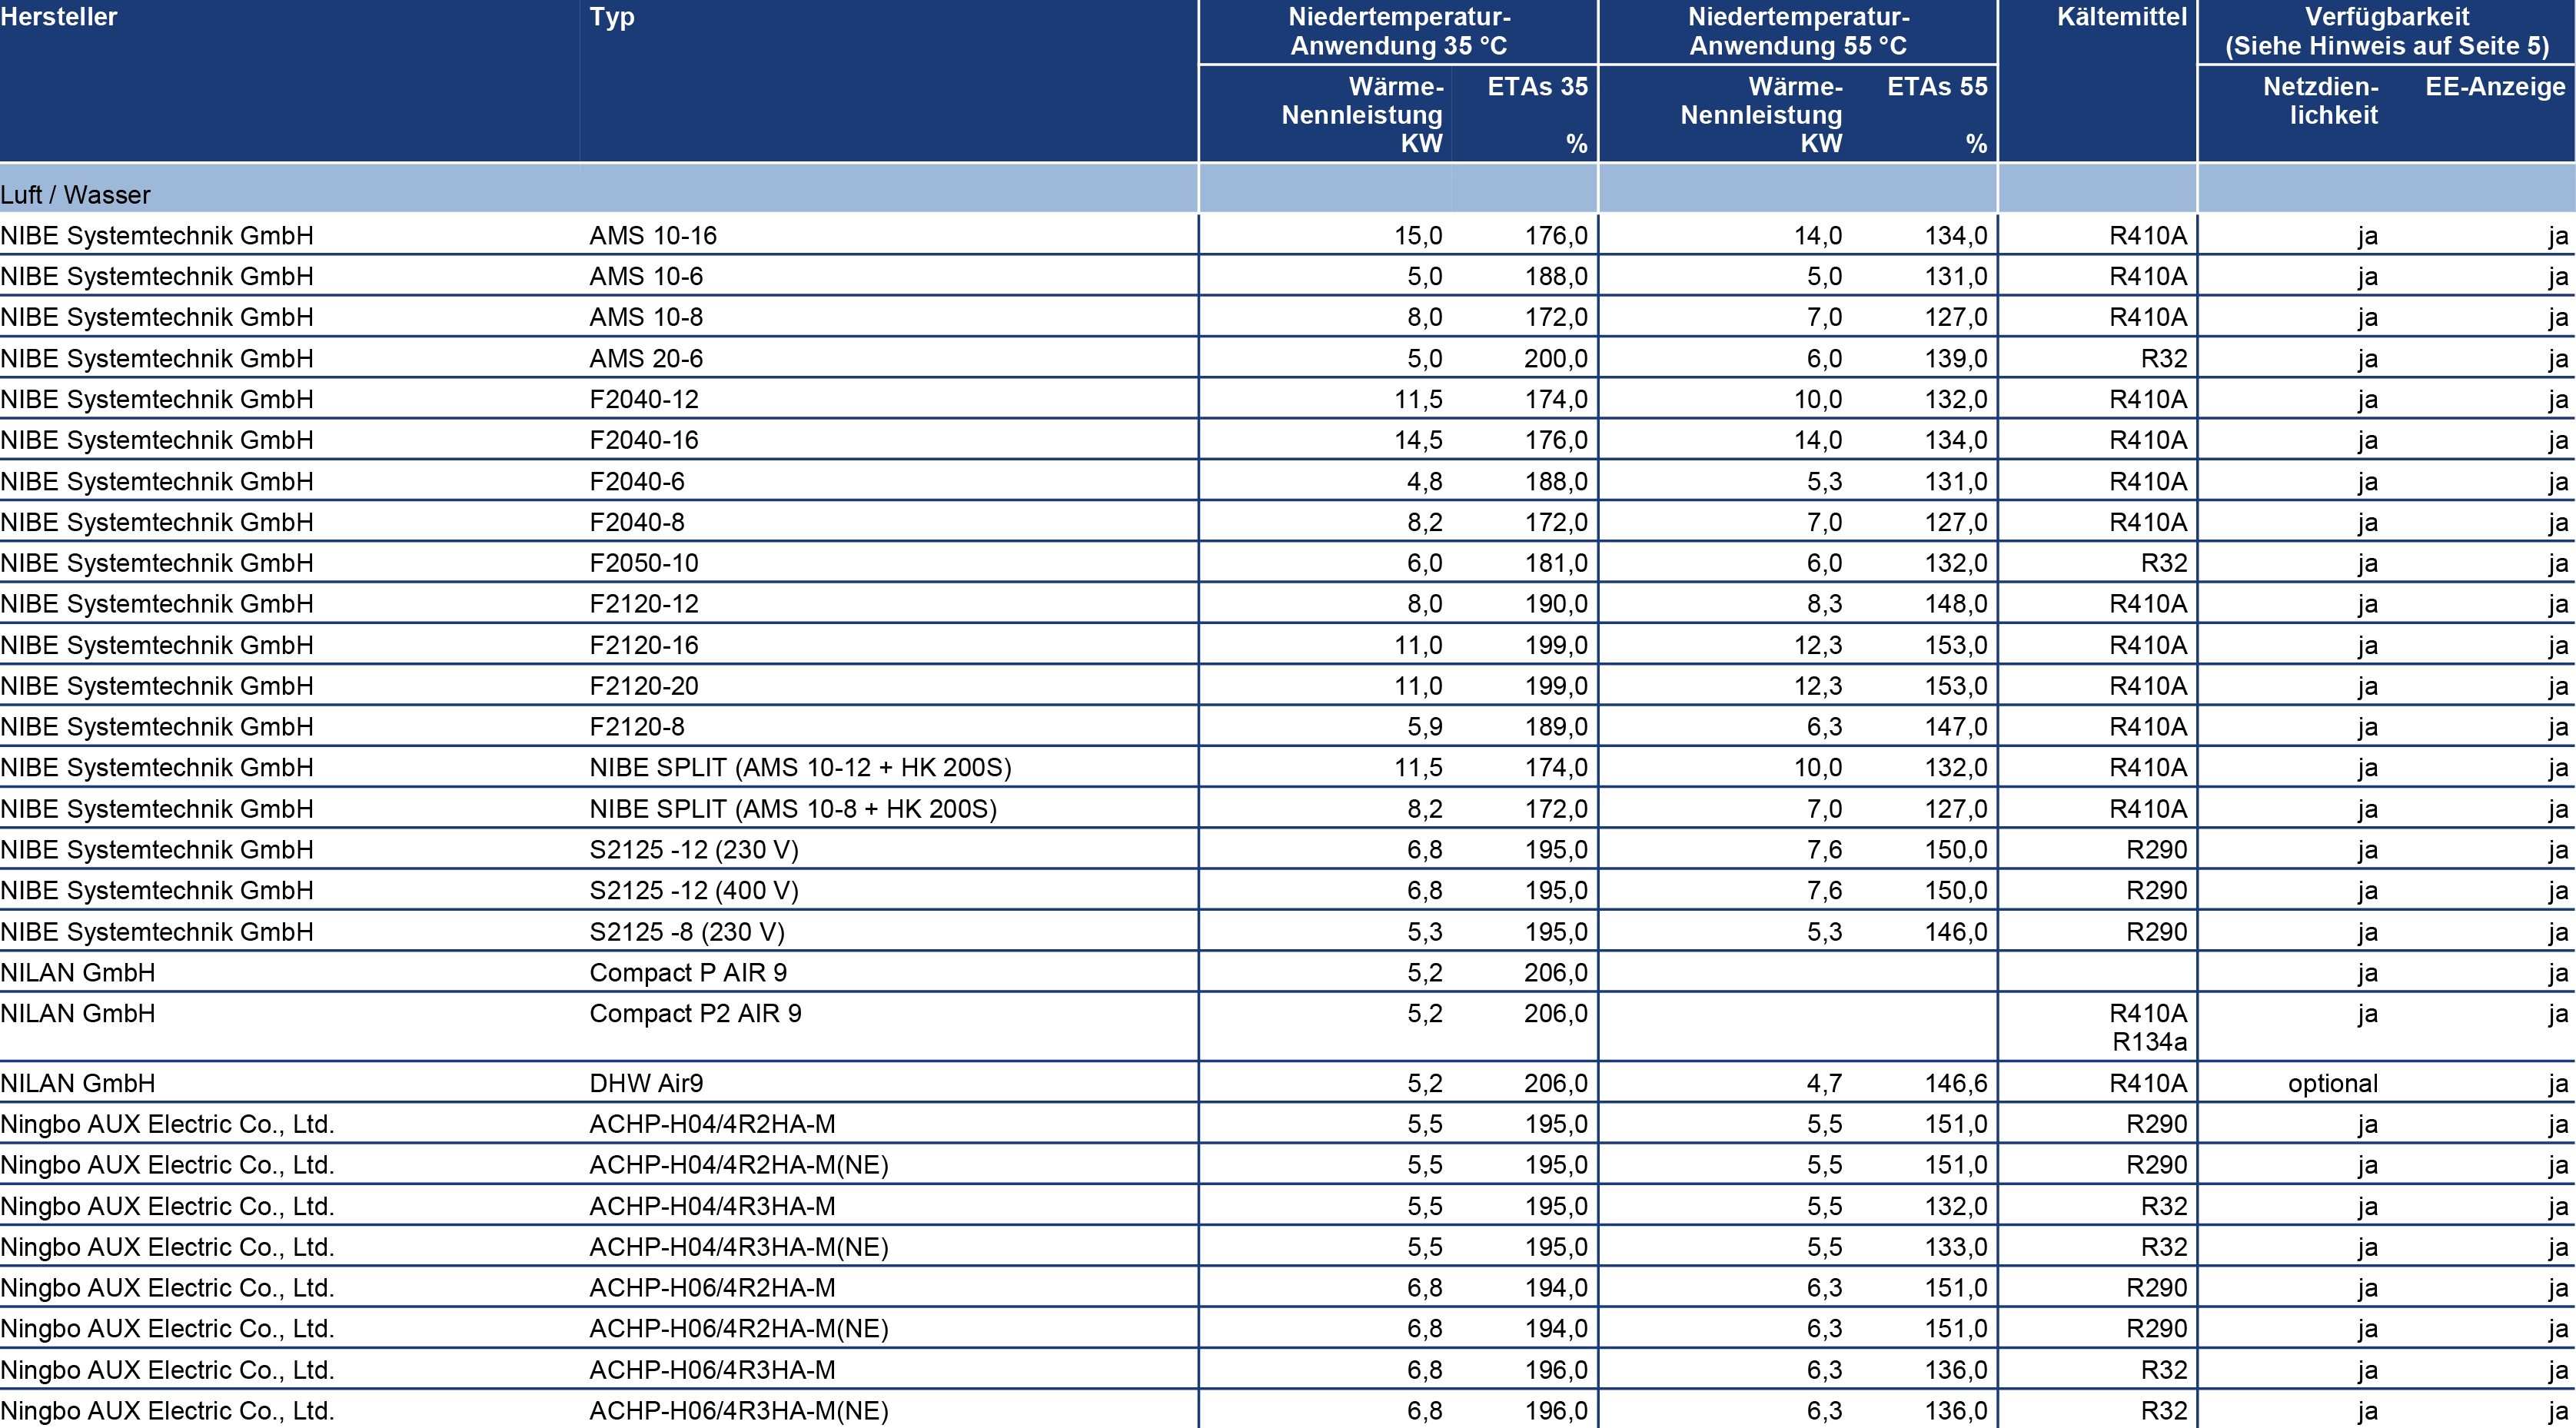 Hersteller Typ Niedertemperatur- Niedertemperatur- Kältemittel Verfügbarkeit
Anwendung 35 °C Anwendung 55 °C (Siehe Hinweis auf Seite 5)
Wärme- ETAs 35 Wärme- ETAs 55 Netzdien- EE-Anzeige
Nennleistung Nennleistung lichkeit
KW % KW %
Luft / Wasser
NIBE Systemtechnik GmbH AMS 10-16 15,0 176,0 14,0 134,0 R410A ja ja
NIBE Systemtechnik GmbH AMS 10-6 5,0 188,0 5,0 131,0 R410A ja ja
NIBE Systemtechnik GmbH AMS 10-8 8,0 172,0 7,0 127,0 R410A ja ja
NIBE Systemtechnik GmbH AMS 20-6 5,0 200,0 6,0 139,0 R32 ja ja
NIBE Systemtechnik GmbH F2040-12 11,5 174,0 10,0 132,0 R410A ja ja
NIBE Systemtechnik GmbH F2040-16 14,5 176,0 14,0 134,0 R410A ja ja
NIBE Systemtechnik GmbH F2040-6 4,8 188,0 5,3 131,0 R410A ja ja
NIBE Systemtechnik GmbH F2040-8 8,2 172,0 7,0 127,0 R410A ja ja
NIBE Systemtechnik GmbH F2050-10 6,0 181,0 6,0 132,0 R32 ja ja
NIBE Systemtechnik GmbH F2120-12 8,0 190,0 8,3 148,0 R410A ja ja
NIBE Systemtechnik GmbH F2120-16 11,0 199,0 12,3 153,0 R410A ja ja
NIBE Systemtechnik GmbH F2120-20 11,0 199,0 12,3 153,0 R410A ja ja
NIBE Systemtechnik GmbH F2120-8 5,9 189,0 6,3 147,0 R410A ja ja
NIBE Systemtechnik GmbH NIBE SPLIT (AMS 10-12 + HK 200S) 11,5 174,0 10,0 132,0 R410A ja ja
NIBE Systemtechnik GmbH NIBE SPLIT (AMS 10-8 + HK 200S) 8,2 172,0 7,0 127,0 R410A ja ja
NIBE Systemtechnik GmbH S2125 -12 (230 V) 6,8 195,0 7,6 150,0 R290 ja ja
NIBE Systemtechnik GmbH S2125 -12 (400 V) 6,8 195,0 7,6 150,0 R290 ja ja
NIBE Systemtechnik GmbH S2125 -8 (230 V) 5,3 195,0 5,3 146,0 R290 ja ja
NILAN GmbH Compact P AIR 9 5,2 206,0 ja ja
NILAN GmbH Compact P2 AIR 9 5,2 206,0 R410A ja ja
R134a
NILAN GmbH DHW Air9 5,2 206,0 4,7 146,6 R410A optional ja
Ningbo AUX Electric Co., Ltd. ACHP-H04/4R2HA-M 5,5 195,0 5,5 151,0 R290 ja ja
Ningbo AUX Electric Co., Ltd. ACHP-H04/4R2HA-M(NE) 5,5 195,0 5,5 151,0 R290 ja ja
Ningbo AUX Electric Co., Ltd. ACHP-H04/4R3HA-M 5,5 195,0 5,5 132,0 R32 ja ja
Ningbo AUX Electric Co., Ltd. ACHP-H04/4R3HA-M(NE) 5,5 195,0 5,5 133,0 R32 ja ja
Ningbo AUX Electric Co., Ltd. ACHP-H06/4R2HA-M 6,8 194,0 6,3 151,0 R290 ja ja
Ningbo AUX Electric Co., Ltd. ACHP-H06/4R2HA-M(NE) 6,8 194,0 6,3 151,0 R290 ja ja
Ningbo AUX Electric Co., Ltd. ACHP-H06/4R3HA-M 6,8 196,0 6,3 136,0 R32 ja ja
Ningbo AUX Electric Co., Ltd. ACHP-H06/4R3HA-M(NE) 6,8 196,0 6,3 136,0 R32 ja ja